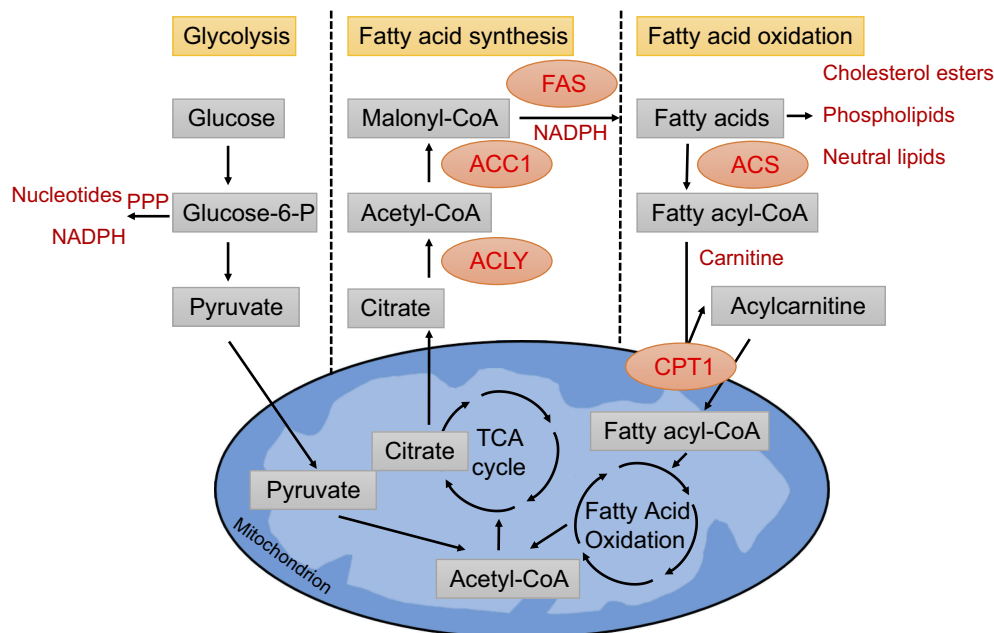 Glycolysis
Fatty acid synthesis
Fatty acid oxidation
Glucose
Nucleotides
PPP
NADPH
Glucose-6-P
Pyruvate
Malonyl-CoA
FAS
NADPH
ACC1
Acetyl-CoA
ACLY
Citrate
Fatty acids
Cholesterol esters
Phospholipids
Neutral lipids
ACS
Fatty acyl-CoA
Carnitine
Acylcarnitine
CPT1
Fatty acyl-CoA
Citrate
TCA
cycle
Pyruvate
Fatty Acid
Oxidation
Acetyl-CoA
Mitochondrion